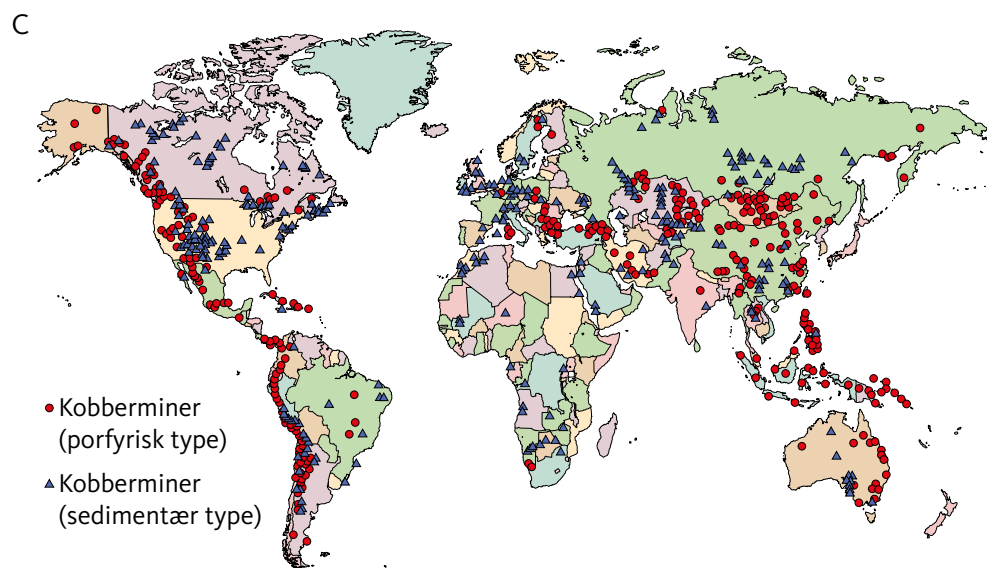 C
Kobberminer
(porfyrisk type)
Kobberminer
(sedimentær type)